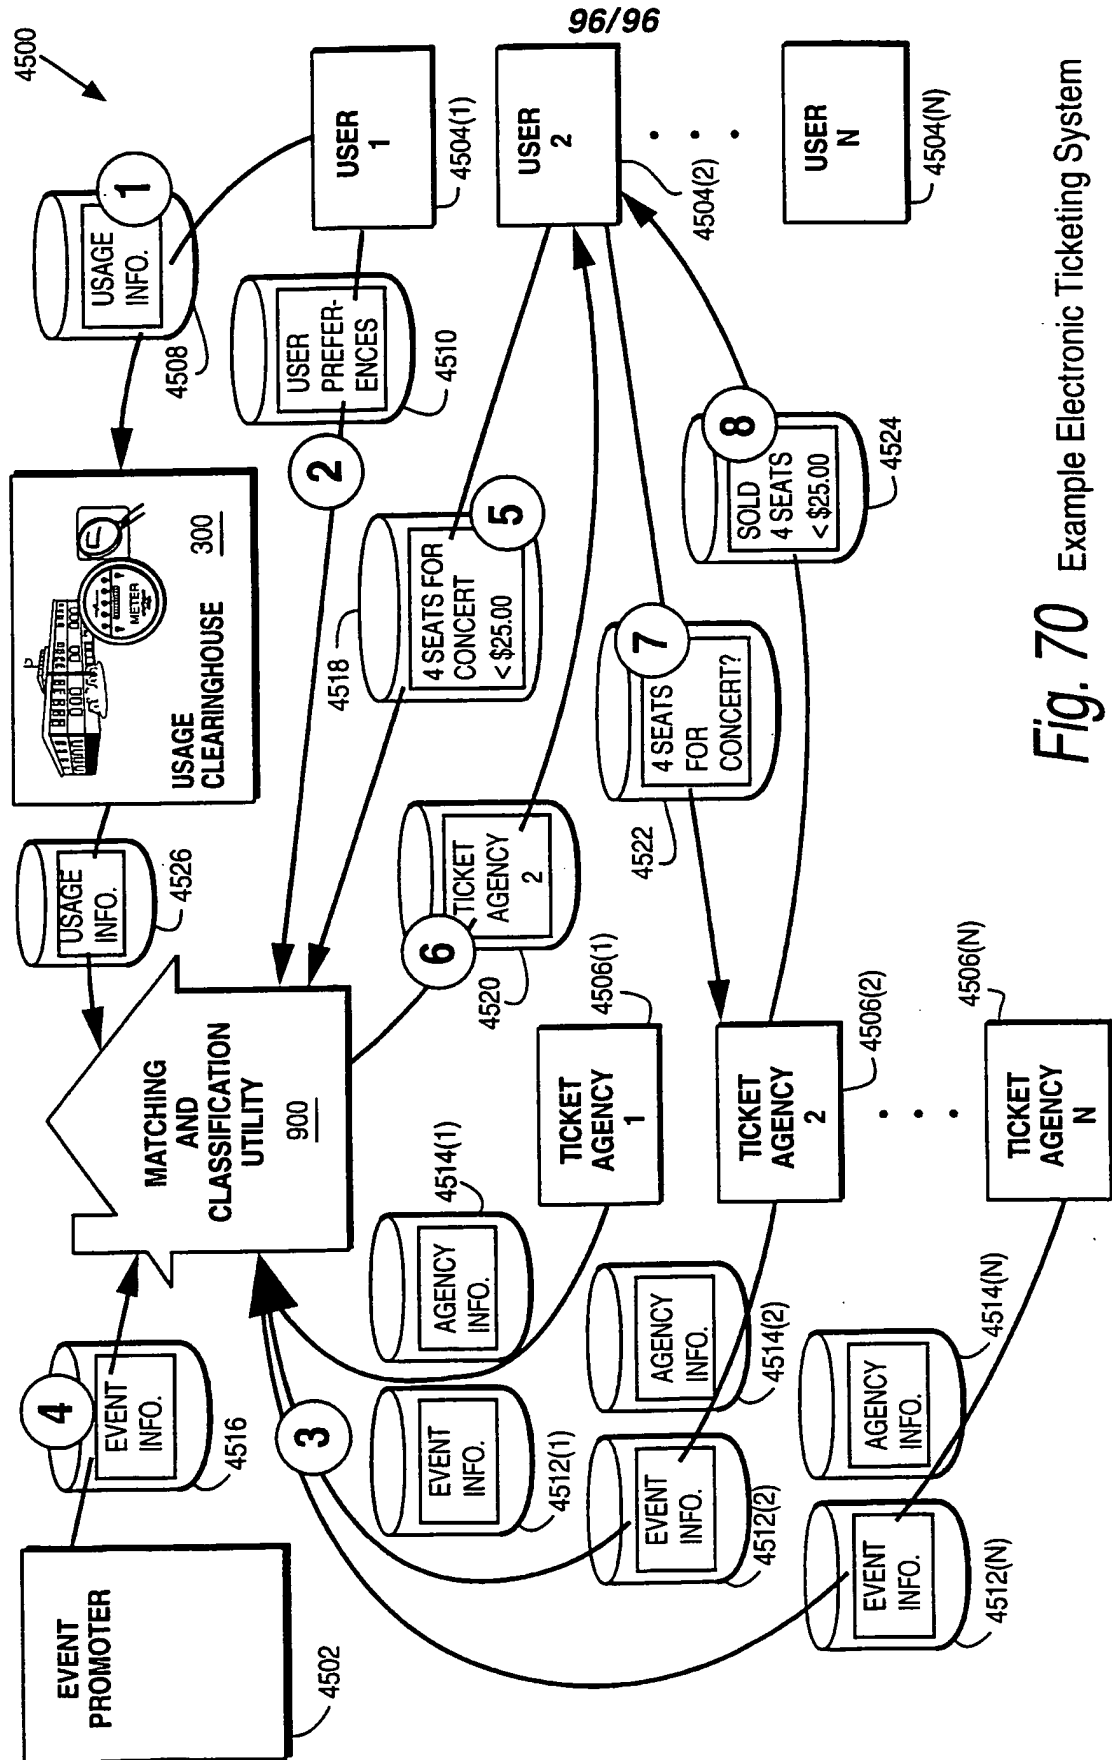 96/96
4500
EVENT
PROMOTER
4502
4
EVENT
INFO.
4516
MATCHING
AND
CLASSIFICATION
UTILITY
900
USAGE
INFO.
4526
METER
USAGE
CLEARINGHOUSE
300
USAGE
INFO.
1
4508
USER
1
4504(1)
2
USER
PREFER-
ENCES
4510
3
EVENT
INFO.
4512(1)
AGENCY
INFO.
4514(1)
TICKET
AGENCY
1
4506(1)
6
TICKET
AGENCY
2
4520
4518
4 SEATS FOR
CONCERT
< $25.00
5
USER
2
4504(2)
EVENT
INFO.
4512(2)
AGENCY
INFO.
4514(2)
TICKET
AGENCY
2
4506(2)
4522
7
4 SEATS
FOR
CONCERT?
8
SOLD
4 SEATS
< $25.00
4524
USER
N
4504(N)
EVENT
INFO.
4512(N)
AGENCY
INFO.
4514(N)
TICKET
AGENCY
N
4506(N)
Fig. 70 Example Electronic Ticketing System